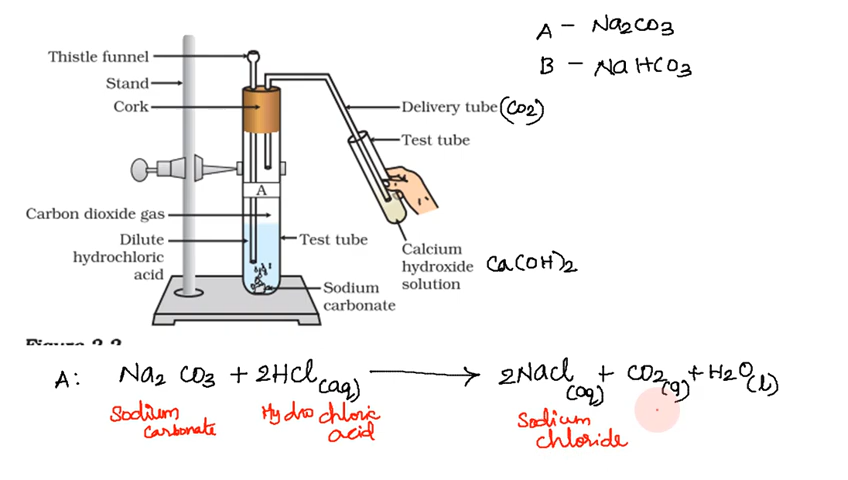 A - Na2CO3
B - NaHCO3
Thistle funnel
Stand
Cork
Delivery tube (CO2)
Test tube
A
Carbon dioxide gas
Dilute
hydrochloric
acid
Test tube
Calcium
hydroxide
solution
Ca(OH)2
Sodium
carbonate
A: Na2 CO3 + 2HCl(aq) → 2NaCl(aq) + CO2(g) + H2O(l)
Sodium
carbonate
Hydrochloric
acid
Sodium
chloride